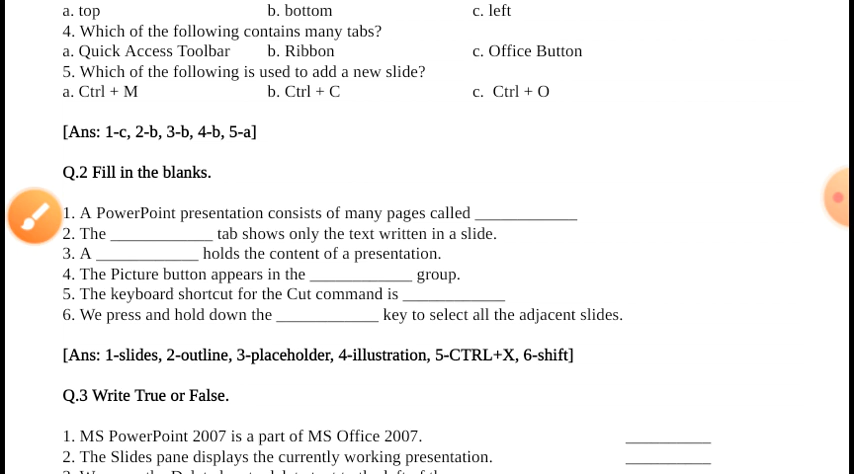 a. top b. bottom c. left
4. Which of the following contains many tabs?
a. Quick Access Toolbar b. Ribbon c. Office Button
5. Which of the following is used to add a new slide?
a. Ctrl + M b. Ctrl + C c. Ctrl + O
[Ans: 1-c, 2-b, 3-b, 4-b, 5-a]
Q.2 Fill in the blanks.
1. A PowerPoint presentation consists of many pages called ____________
2. The ____________ tab shows only the text written in a slide.
3. A ____________ holds the content of a presentation.
4. The Picture button appears in the ____________ group.
5. The keyboard shortcut for the Cut command is ____________
6. We press and hold down the ____________ key to select all the adjacent slides.
[Ans: 1-slides, 2-outline, 3-placeholder, 4-illustration, 5-CTRL+X, 6-shift]
Q.3 Write True or False.
1. MS PowerPoint 2007 is a part of MS Office 2007. __________
2. The Slides pane displays the currently working presentation. __________